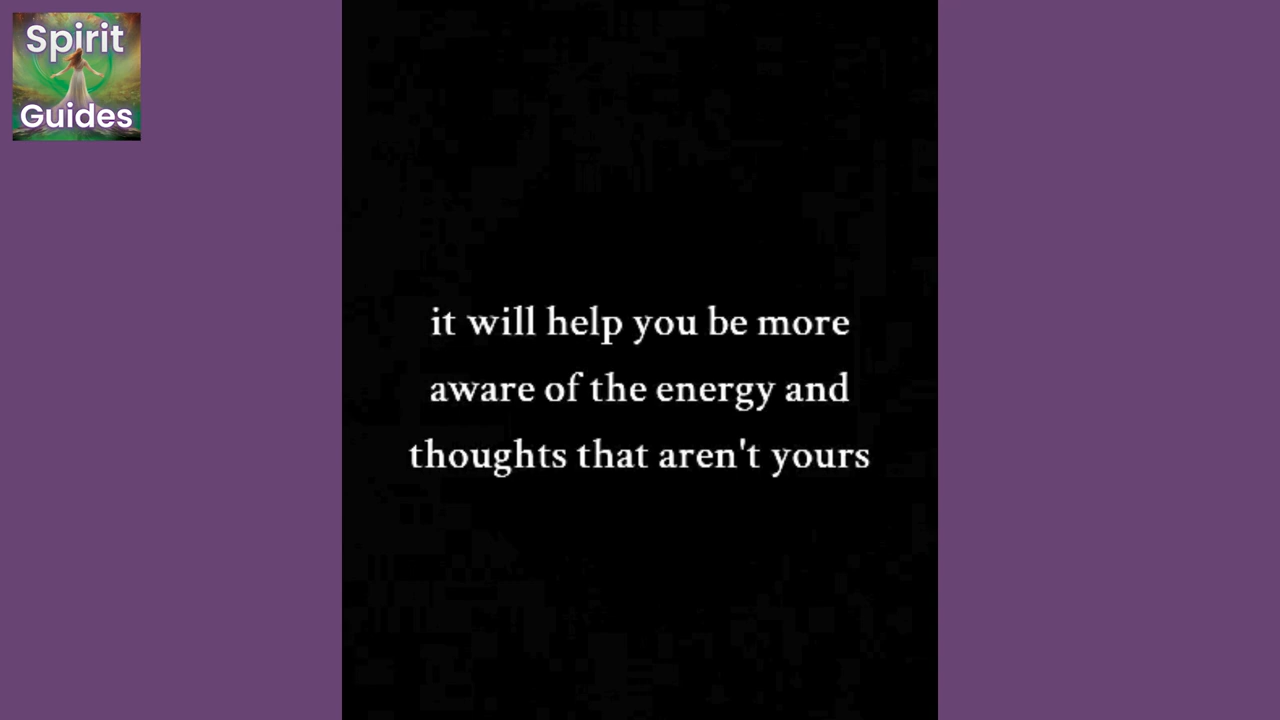 Spirit
Guides
it will help you be more
aware of the energy and
thoughts that aren't yours